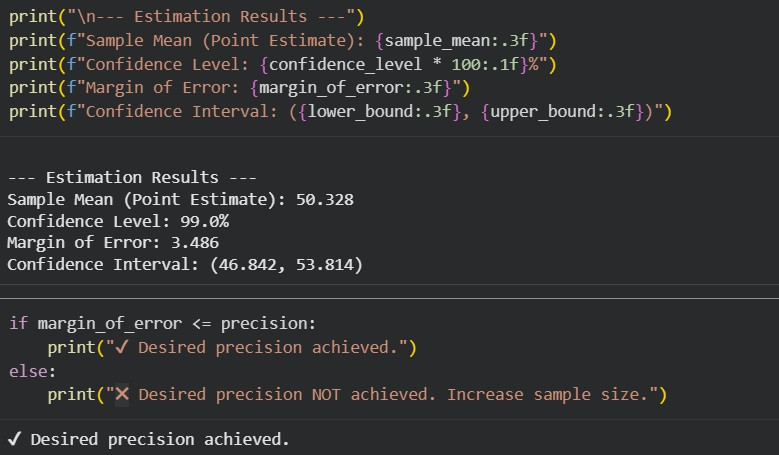 print("\n--- Estimation Results ---")
print(f"Sample Mean (Point Estimate): {sample_mean:.3f}")
print(f"Confidence Level: {confidence_level * 100:.1f}%")
print(f"Margin of Error: {margin_of_error:.3f}")
print(f"Confidence Interval: ({lower_bound:.3f}, {upper_bound:.3f})")
--- Estimation Results ---
Sample Mean (Point Estimate): 50.328
Confidence Level: 99.0%
Margin of Error: 3.486
Confidence Interval: (46.842, 53.814)
if margin_of_error <= precision:
    print("✔ Desired precision achieved.")
else:
    print("❌ Desired precision NOT achieved. Increase sample size.")
✔ Desired precision achieved.